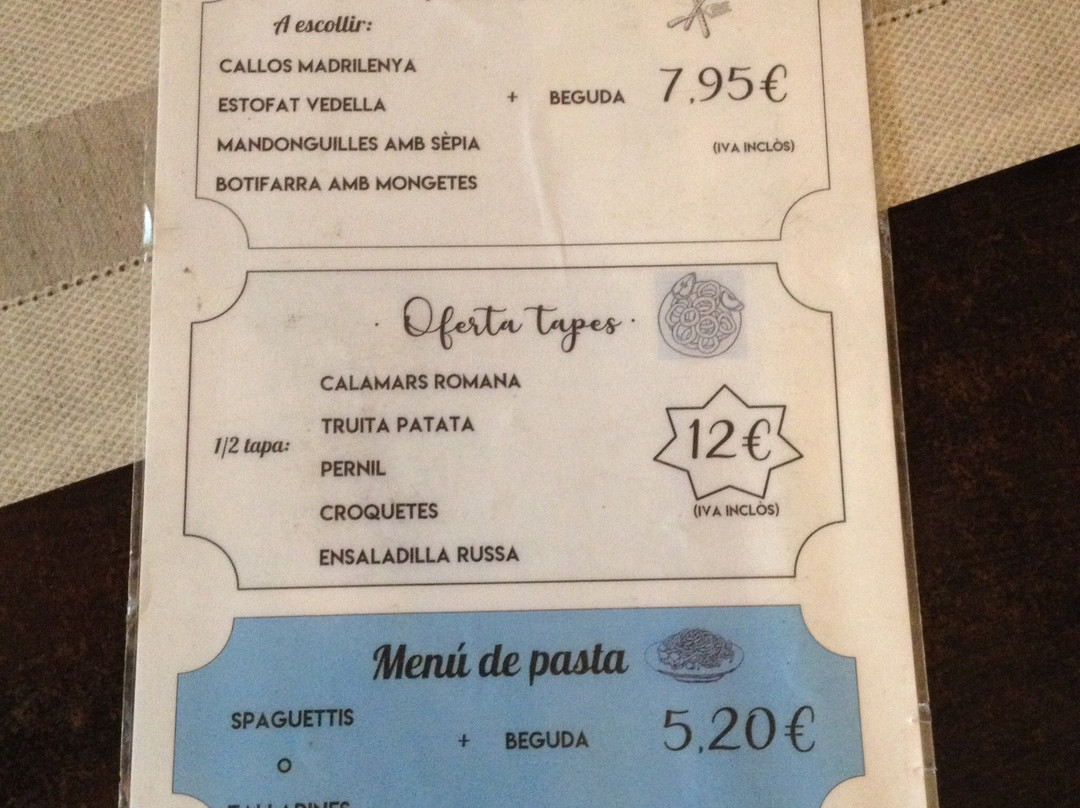 A escollir:
CALLOS MADRILENYA
ESTOFAT VEDELLA
MANDONGUILLES AMB SÈPIA
BOTIFARRA AMB MONGETES
+ BEGUDA 7,95€
(IVA INCLÒS)
· Oferta tapes ·
1/2 tapa:
CALAMARS ROMANA
TRUITA PATATA
PERNIL
CROQUETES
ENSALADILLA RUSSA
12€
(IVA INCLÒS)
Menú de pasta
SPAGUETTIS
O
+ BEGUDA 5,20€